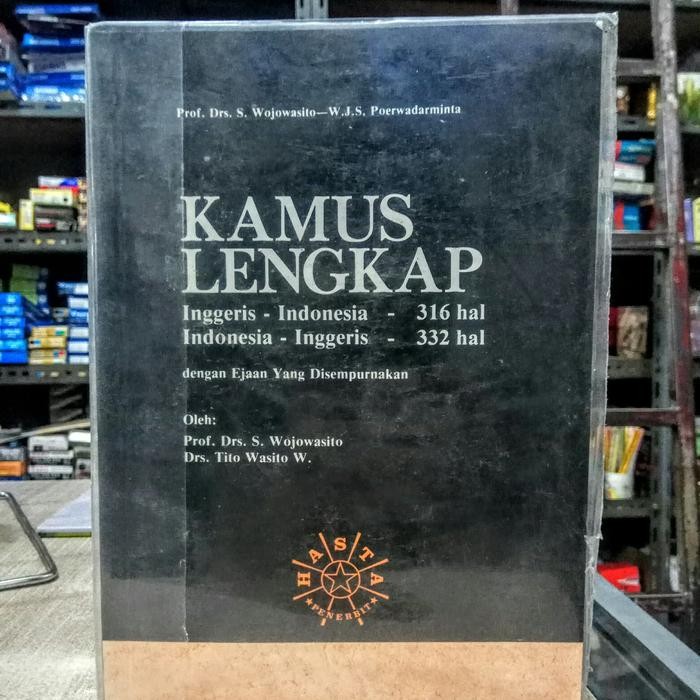 Prof. Drs. S. Wojowasito—W.J.S. Poerwadarminta
KAMUS
LENGKAP
Inggeris - Indonesia - 316 hal
Indonesia - Inggeris - 332 hal
dengan Ejaan Yang Disempurnakan
Oleh:
Prof. Drs. S. Wojowasito
Drs. Tito Wasito W.
HASTA
PENERBIT